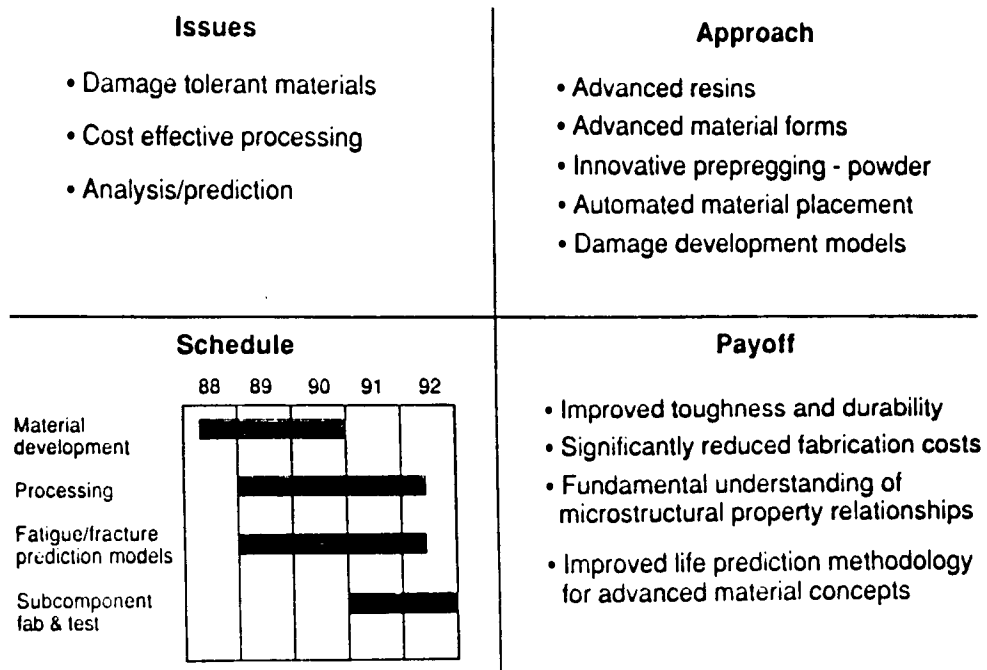 Issues
• Damage tolerant materials
• Cost effective processing
• Analysis/prediction
Approach
• Advanced resins
• Advanced material forms
• Innovative prepregging - powder
• Automated material placement
• Damage development models
Schedule
88 89 90 91 92
Material
development
Processing
Fatigue/fracture
prediction models
Subcomponent
fab & test
Payoff
• Improved toughness and durability
• Significantly reduced fabrication costs
• Fundamental understanding of
microstructural property relationships
• Improved life prediction methodology
for advanced material concepts